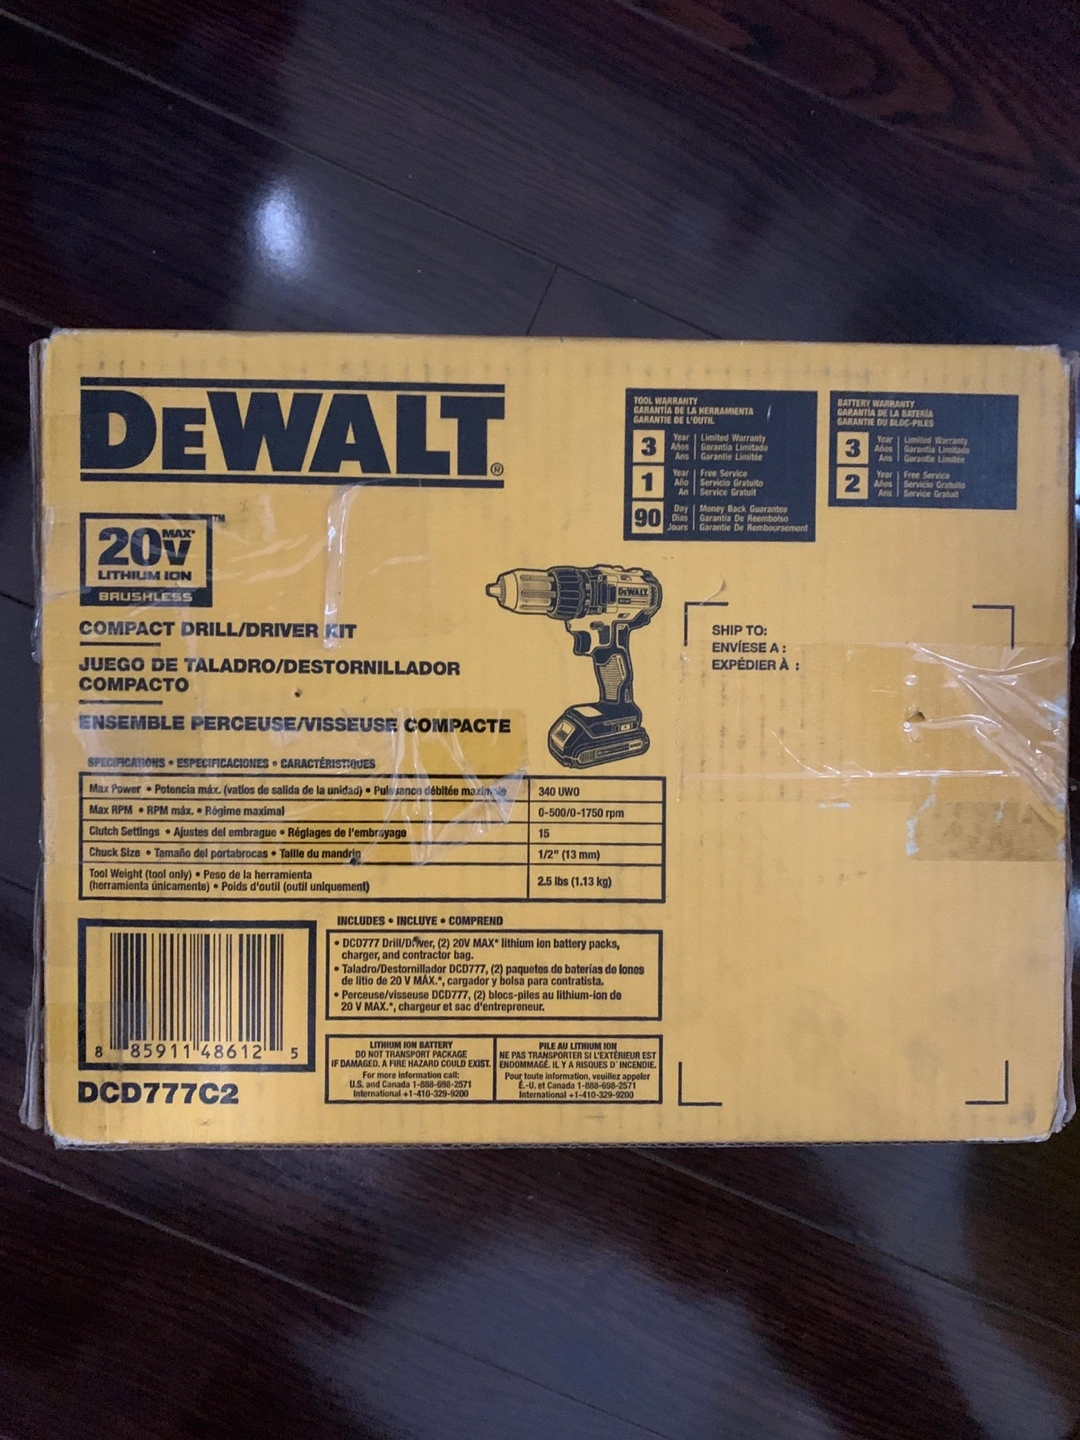 DEWALT®
20V MAX* ™
LITHIUM ION
BRUSHLESS
COMPACT DRILL/DRIVER KIT
JUEGO DE TALADRO/DESTORNILLADOR
COMPACTO
ENSEMBLE PERCEUSE/VISSEUSE COMPACTE
TOOL WARRANTY
GARANTÍA DE LA HERRAMIENTA
GARANTIE DE L'OUTIL
3 Year | Limited Warranty
Años | Garantía Limitada
Ans | Garantie Limitée
1 Year | Free Service
Año | Servicio Gratuito
An | Service Gratuit
90 Day | Money Back Guarantee
Días | Garantía De Reembolso
Jours | Garantie De Remboursement
BATTERY WARRANTY
GARANTÍA DE LA BATERÍA
GARANTIE DU BLOC-PILES
3 Year | Limited Warranty
Años | Garantía Limitada
Ans | Garantie Limitée
2 Year | Free Service
Años | Servicio Gratuito
Ans | Service Gratuit
DEWALT
SHIP TO:
ENVÍESE A :
EXPÉDIER À :
SPECIFICATIONS • ESPECIFICACIONES • CARACTÉRISTIQUES
Max Power • Potencia máx. (vatios de salida de la unidad) • Puissance débitée maximale 340 UWO
Max RPM • RPM máx. • Régime maximal 0-500/0-1750 rpm
Clutch Settings • Ajustes del embrague • Réglages de l'embrayage 15
Chuck Size • Tamaño del portabrocas • Taille du mandrin 1/2" (13 mm)
Tool Weight (tool only) • Peso de la herramienta
(herramienta únicamente) • Poids d'outil (outil uniquement) 2.5 lbs (1.13 kg)
INCLUDES • INCLUYE • COMPREND
• DCD777 Drill/Driver, (2) 20V MAX* lithium ion battery packs,
charger, and contractor bag.
• Taladro/Destornillador DCD777, (2) paquetes de baterías de Iones
de litio de 20 V MÁX.*, cargador y bolsa para contratista.
• Perceuse/visseuse DCD777, (2) blocs-piles au lithium-ion de
20 V MAX.*, chargeur et sac d'entrepreneur.
8 85911 48612 5
DCD777C2
LITHIUM ION BATTERY
DO NOT TRANSPORT PACKAGE
IF DAMAGED. A FIRE HAZARD COULD EXIST.
For more information call:
U.S. and Canada 1-888-698-2571
International +1-410-329-9200
PILE AU LITHIUM ION
NE PAS TRANSPORTER SI L'EXTÉRIEUR EST
ENDOMMAGÉ. IL Y A RISQUES D' INCENDIE.
Pour toute information, veuillez appeler
É.-U. et Canada 1-888-698-2571
International +1-410-329-9200